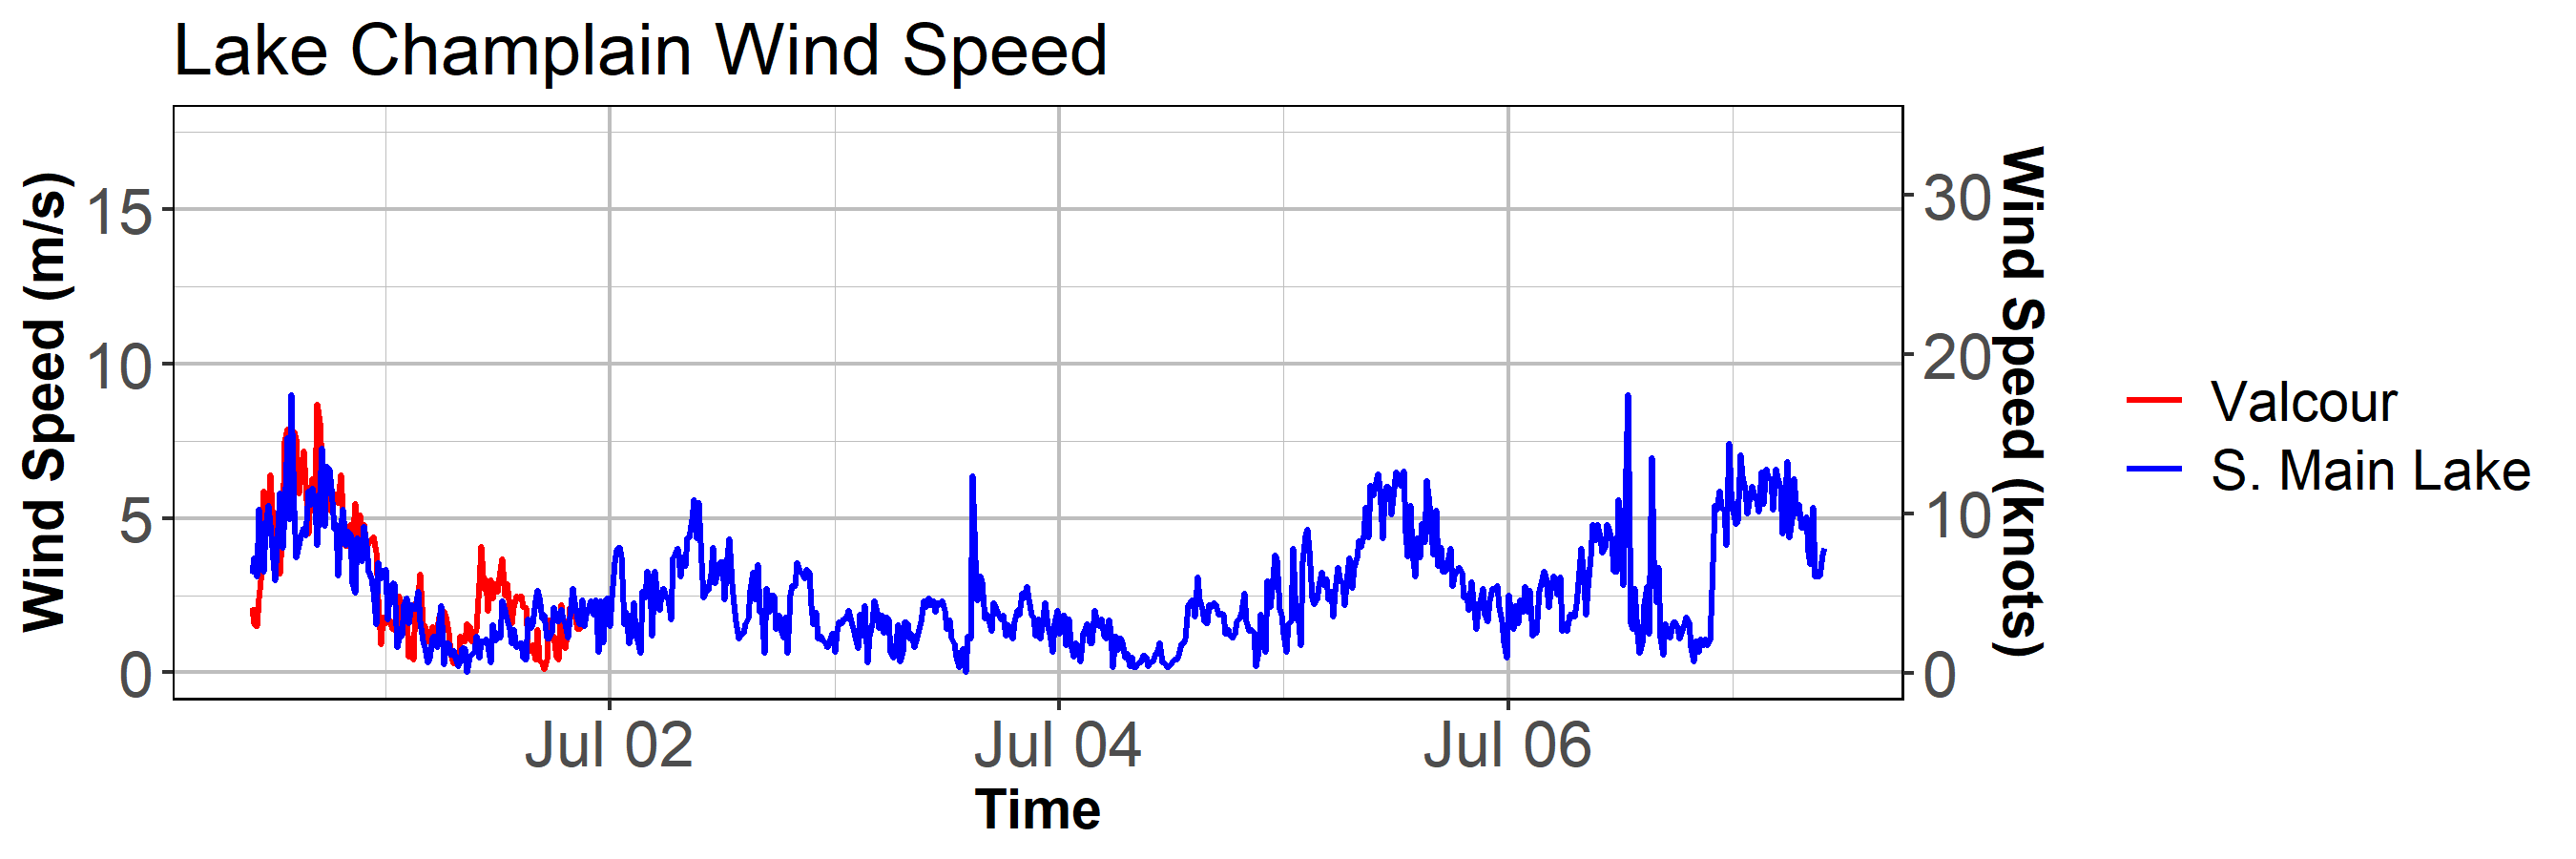 Lake Champlain Wind Speed
Wind Speed (m/s)
15
10
5
0
30
20
10
0
Wind Speed (knots)
Jul 02
Jul 04
Jul 06
Time
Valcour
S. Main Lake